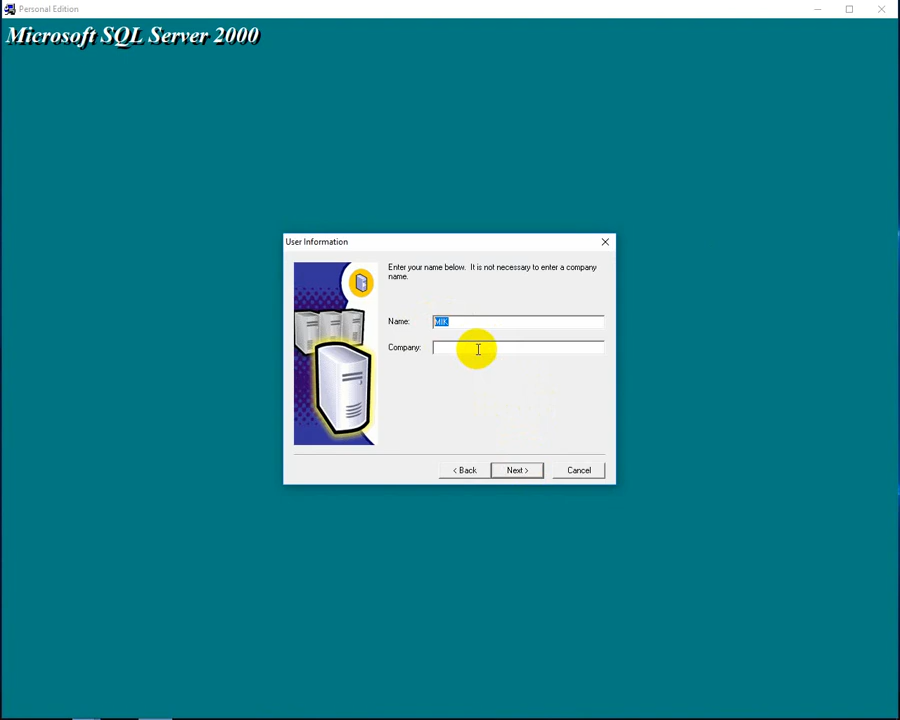 Personal Edition
Microsoft SQL Server 2000
User Information
Enter your name below. It is not necessary to enter a company
name.
Name: MIK
Company:
< Back Next > Cancel